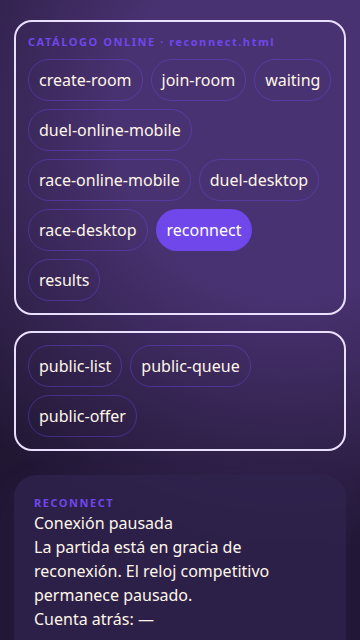 CATÁLOGO ONLINE · reconnect.html
create-room join-room waiting
duel-online-mobile
race-online-mobile duel-desktop
race-desktop reconnect
results
public-list public-queue
public-offer
RECONNECT
Conexión pausada
La partida está en gracia de
reconexión. El reloj competitivo
permanece pausado.
Cuenta atrás: —